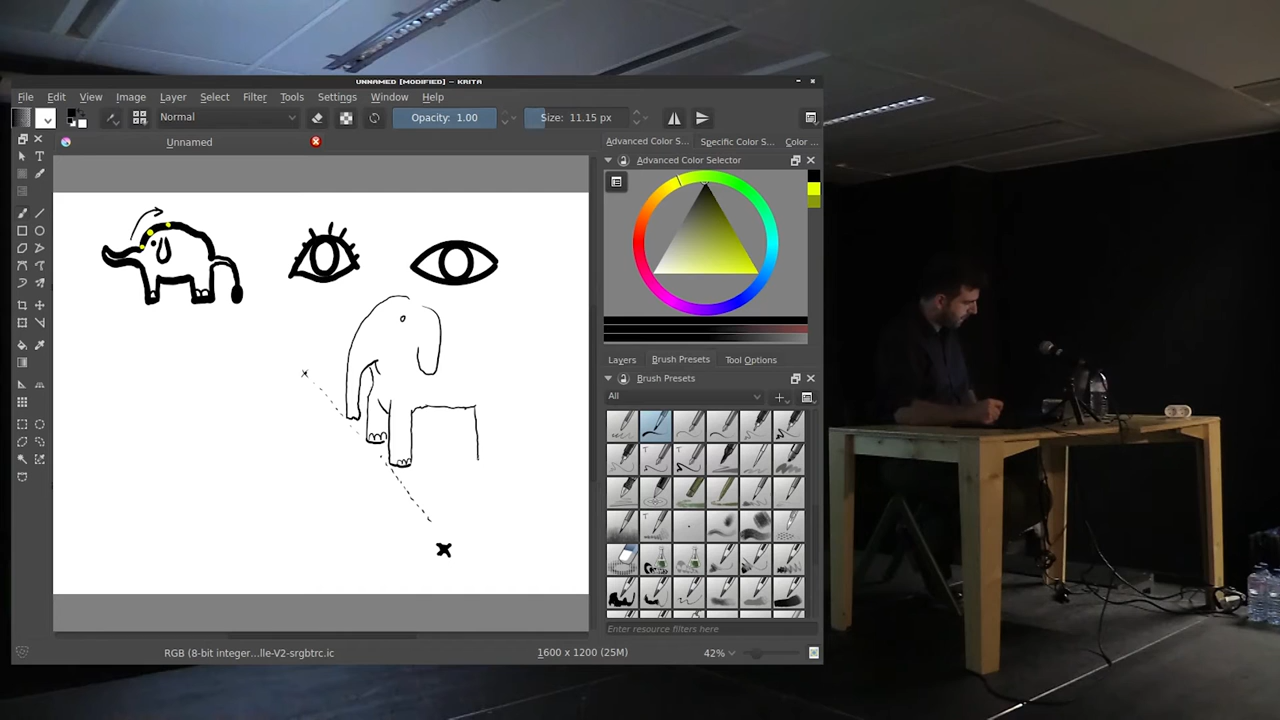 UNNAMED [MODIFIED] -- KRITA
File Edit View Image Layer Select Filter Tools Settings Window Help
Normal Opacity: 1.00 Size: 11.15 px
Unnamed Advanced Color S... Specific Color S... Color ...
Advanced Color Selector
Layers Brush Presets Tool Options
Brush Presets
All
Enter resource filters here
RGB (8-bit integer...lle-V2-srgbtrc.ic 1600 x 1200 (25M) 42%